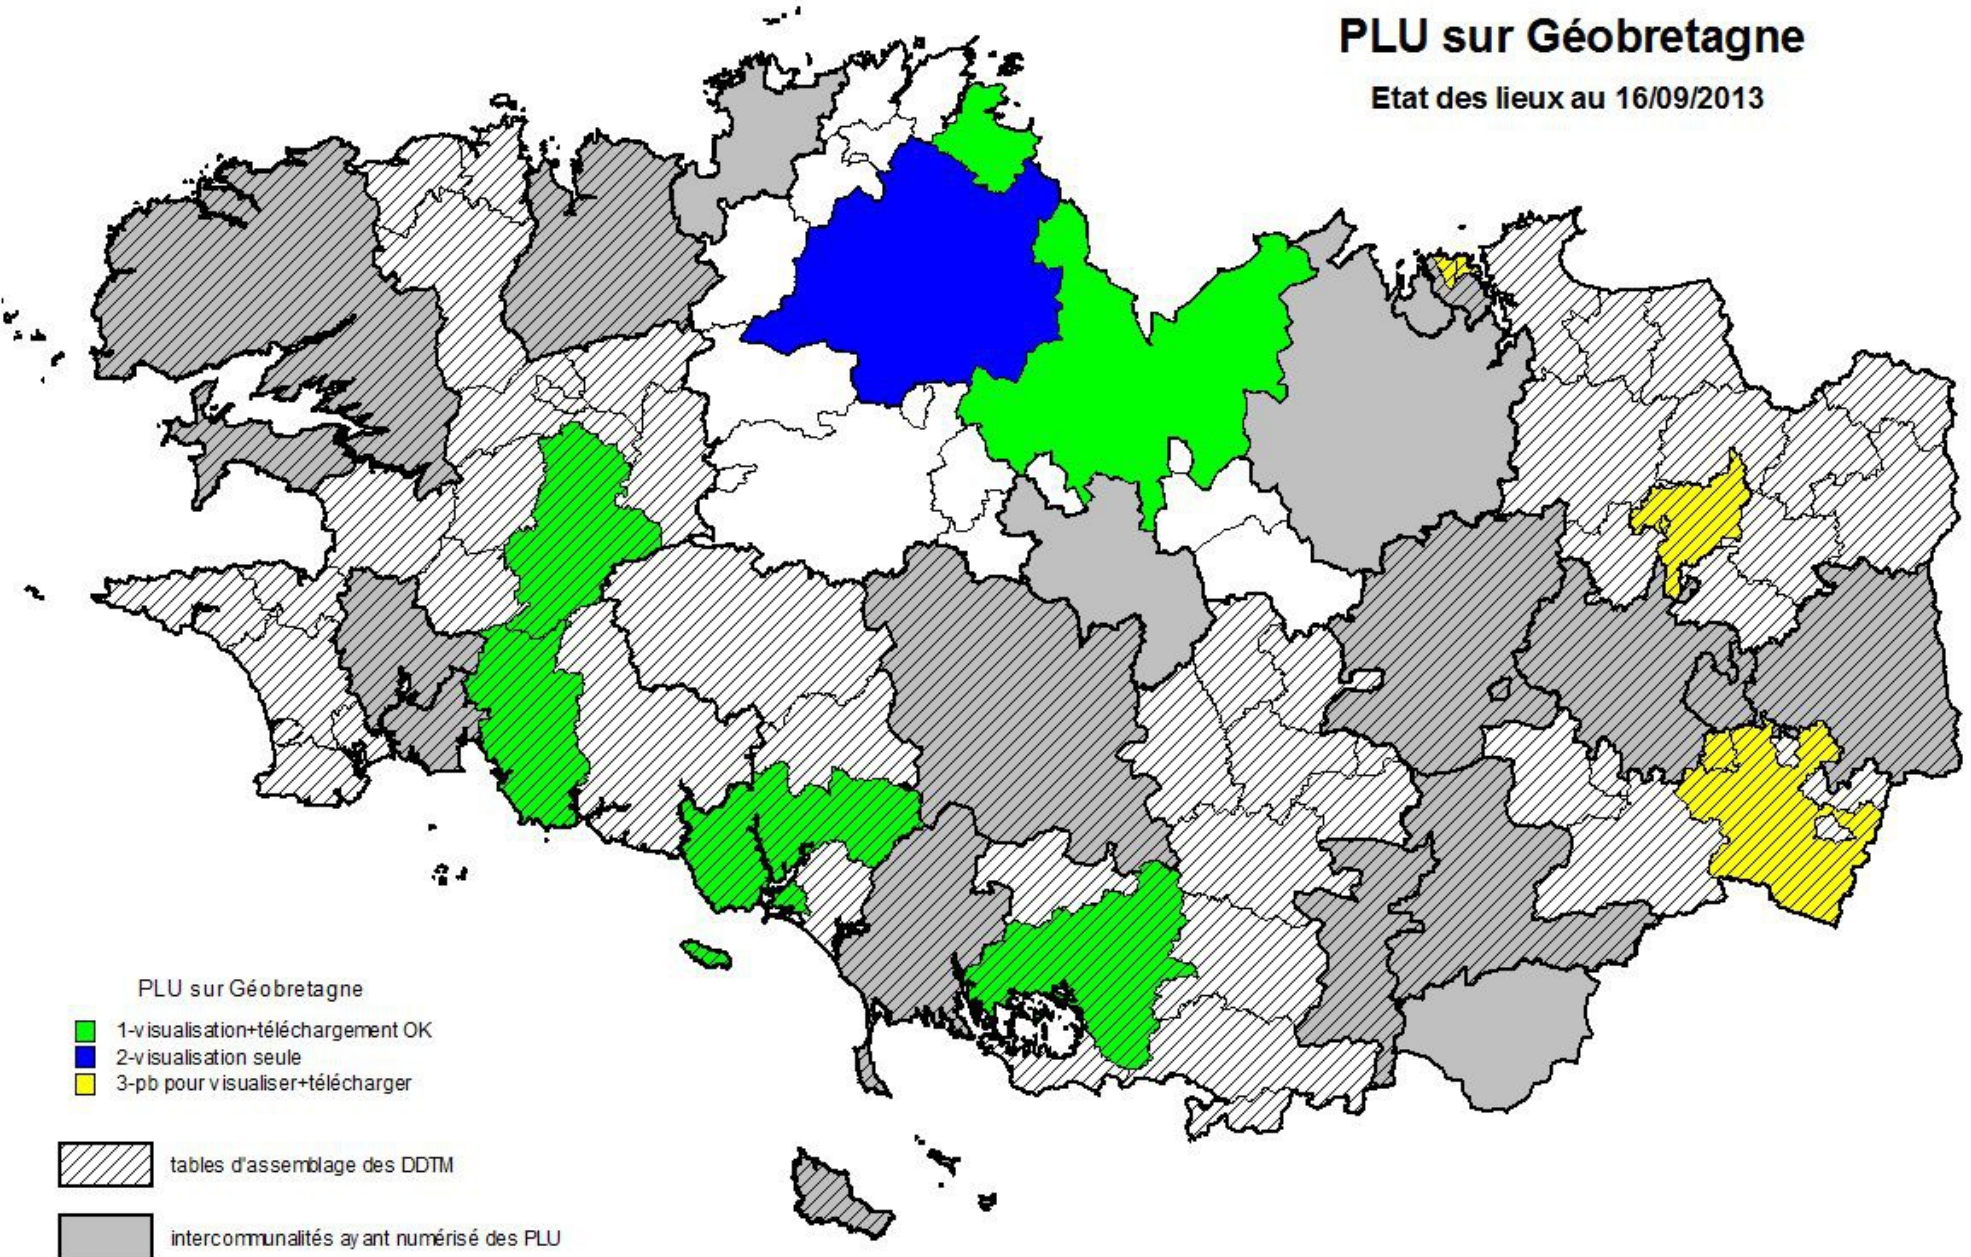 PLU sur Géobretagne
Etat des lieux au 16/09/2013
PLU sur Géobretagne
1-visualisation+téléchargement OK
2-visualisation seule
3-pb pour visualiser+télécharger
tables d'assemblage des DDTM
intercommunalités ayant numérisé des PLU